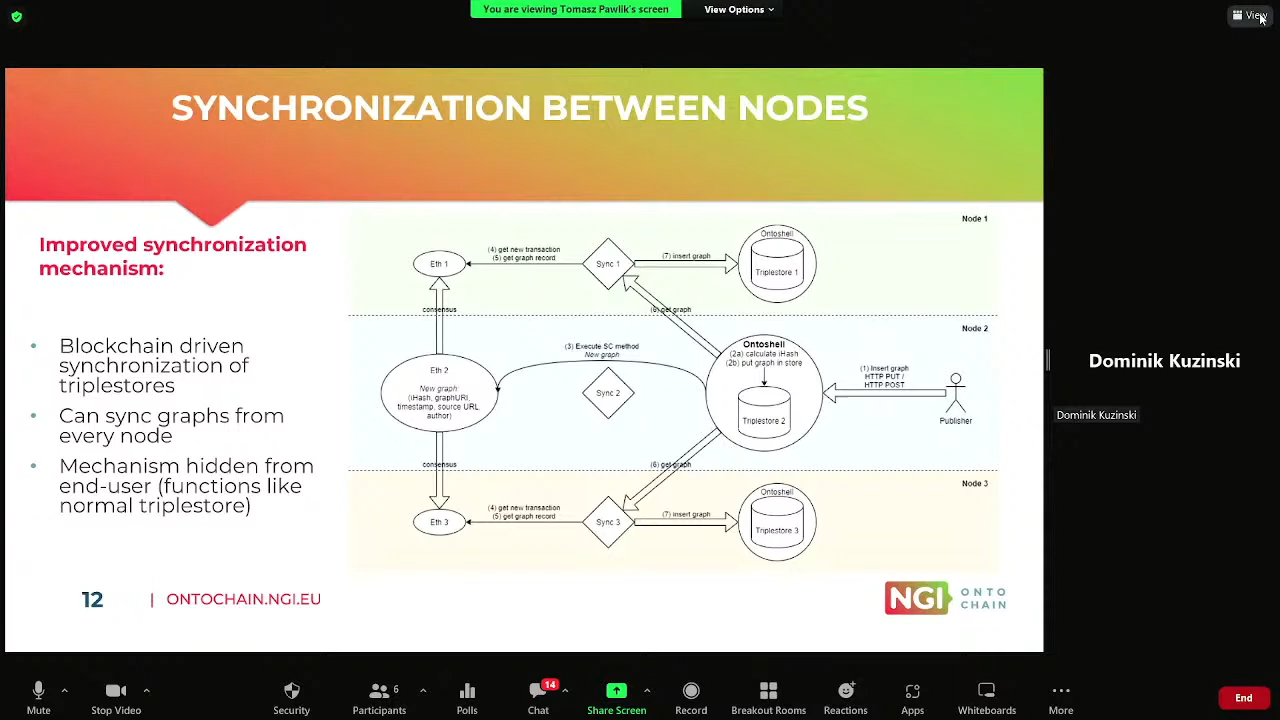 You are viewing Tomasz Pawlik's screen
View Options
View
SYNCHRONIZATION BETWEEN NODES
Improved synchronization
mechanism:
• Blockchain driven
synchronization of
triplestores
• Can sync graphs from
every node
• Mechanism hidden from
end-user (functions like
normal triplestore)
Node 1
Eth 1
(4) get new transaction
(5) get graph record
Sync 1
(7) insert graph
Ontoshell
Triplestore 1
consensus
(6) get graph
Node 2
Eth 2
New graph:
(iHash, graphURI,
timestamp, source URL,
author)
(3) Execute SC method
New graph
Sync 2
Ontoshell
(2a) calculate iHash
(2b) put graph in store
Triplestore 2
(1) Insert graph
HTTP PUT /
HTTP POST
Publisher
consensus
(6) get graph
Node 3
Eth 3
(4) get new transaction
(5) get graph record
Sync 3
(7) insert graph
Ontoshell
Triplestore 3
12 | ONTOCHAIN.NGI.EU
NGI ONTO
CHAIN
Dominik Kuzinski
Dominik Kuzinski
Mute
Stop Video
Security
6
Participants
Polls
14
Chat
Share Screen
Record
Breakout Rooms
Reactions
Apps
Whiteboards
More
End